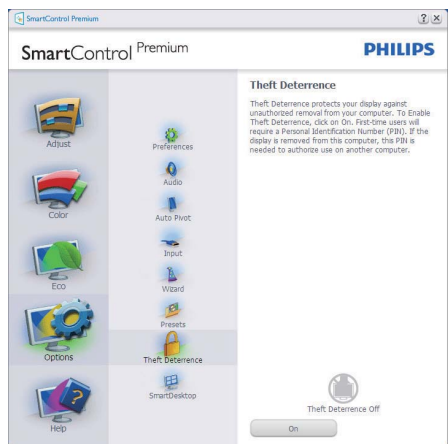 SmartControl Premium
SmartControl Premium
PHILIPS
Adjust
Color
Eco
Options
Help
Preferences
Audio
Auto Pivot
Input
Wizard
Presets
Theft Deterrence
SmartDesktop
Theft Deterrence
Theft Deterrence protects your display against
unauthorized removal from your computer. To Enable
Theft Deterrence, click on On. First-time users will
require a Personal Identification Number (PIN). If the
display is removed from this computer, this PIN is
needed to authorize use on another computer.
Theft Deterrence Off
On